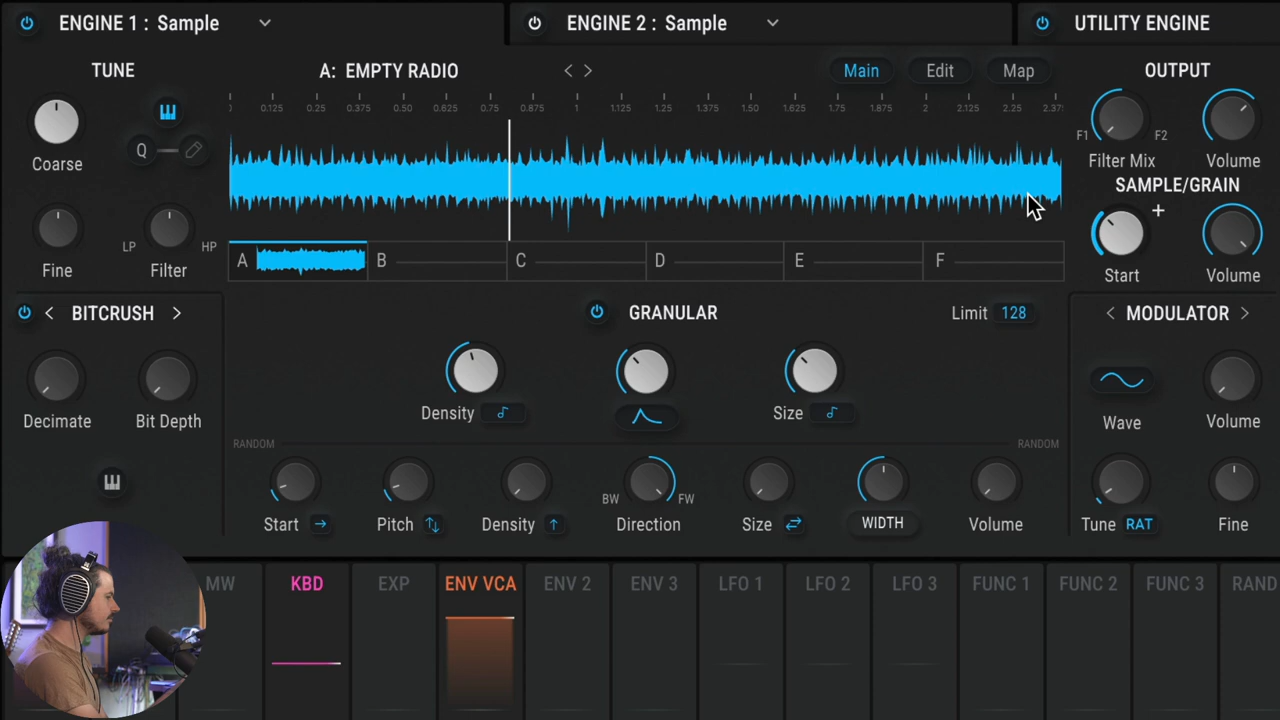 ENGINE 1 : Sample
ENGINE 2 : Sample
UTILITY ENGINE
TUNE
A: EMPTY RADIO
< >
Main
Edit
Map
OUTPUT
0 0.125 0.25 0.375 0.50 0.625 0.75 0.875 1 1.125 1.25 1.375 1.50 1.625 1.75 1.875 2 2.125 2.25 2.375
Coarse
Q
F1
F2
Filter Mix
Volume
SAMPLE/GRAIN
+
LP
HP
Fine
Filter
A
B
C
D
E
F
Start
Volume
< BITCRUSH >
GRANULAR
Limit 128
< MODULATOR >
Decimate
Bit Depth
Density
Size
Wave
Volume
RANDOM
RANDOM
BW
FW
Start
Pitch
Density
Direction
Size
WIDTH
Volume
Tune RAT
Fine
MW
KBD
EXP
ENV VCA
ENV 2
ENV 3
LFO 1
LFO 2
LFO 3
FUNC 1
FUNC 2
FUNC 3
RAND